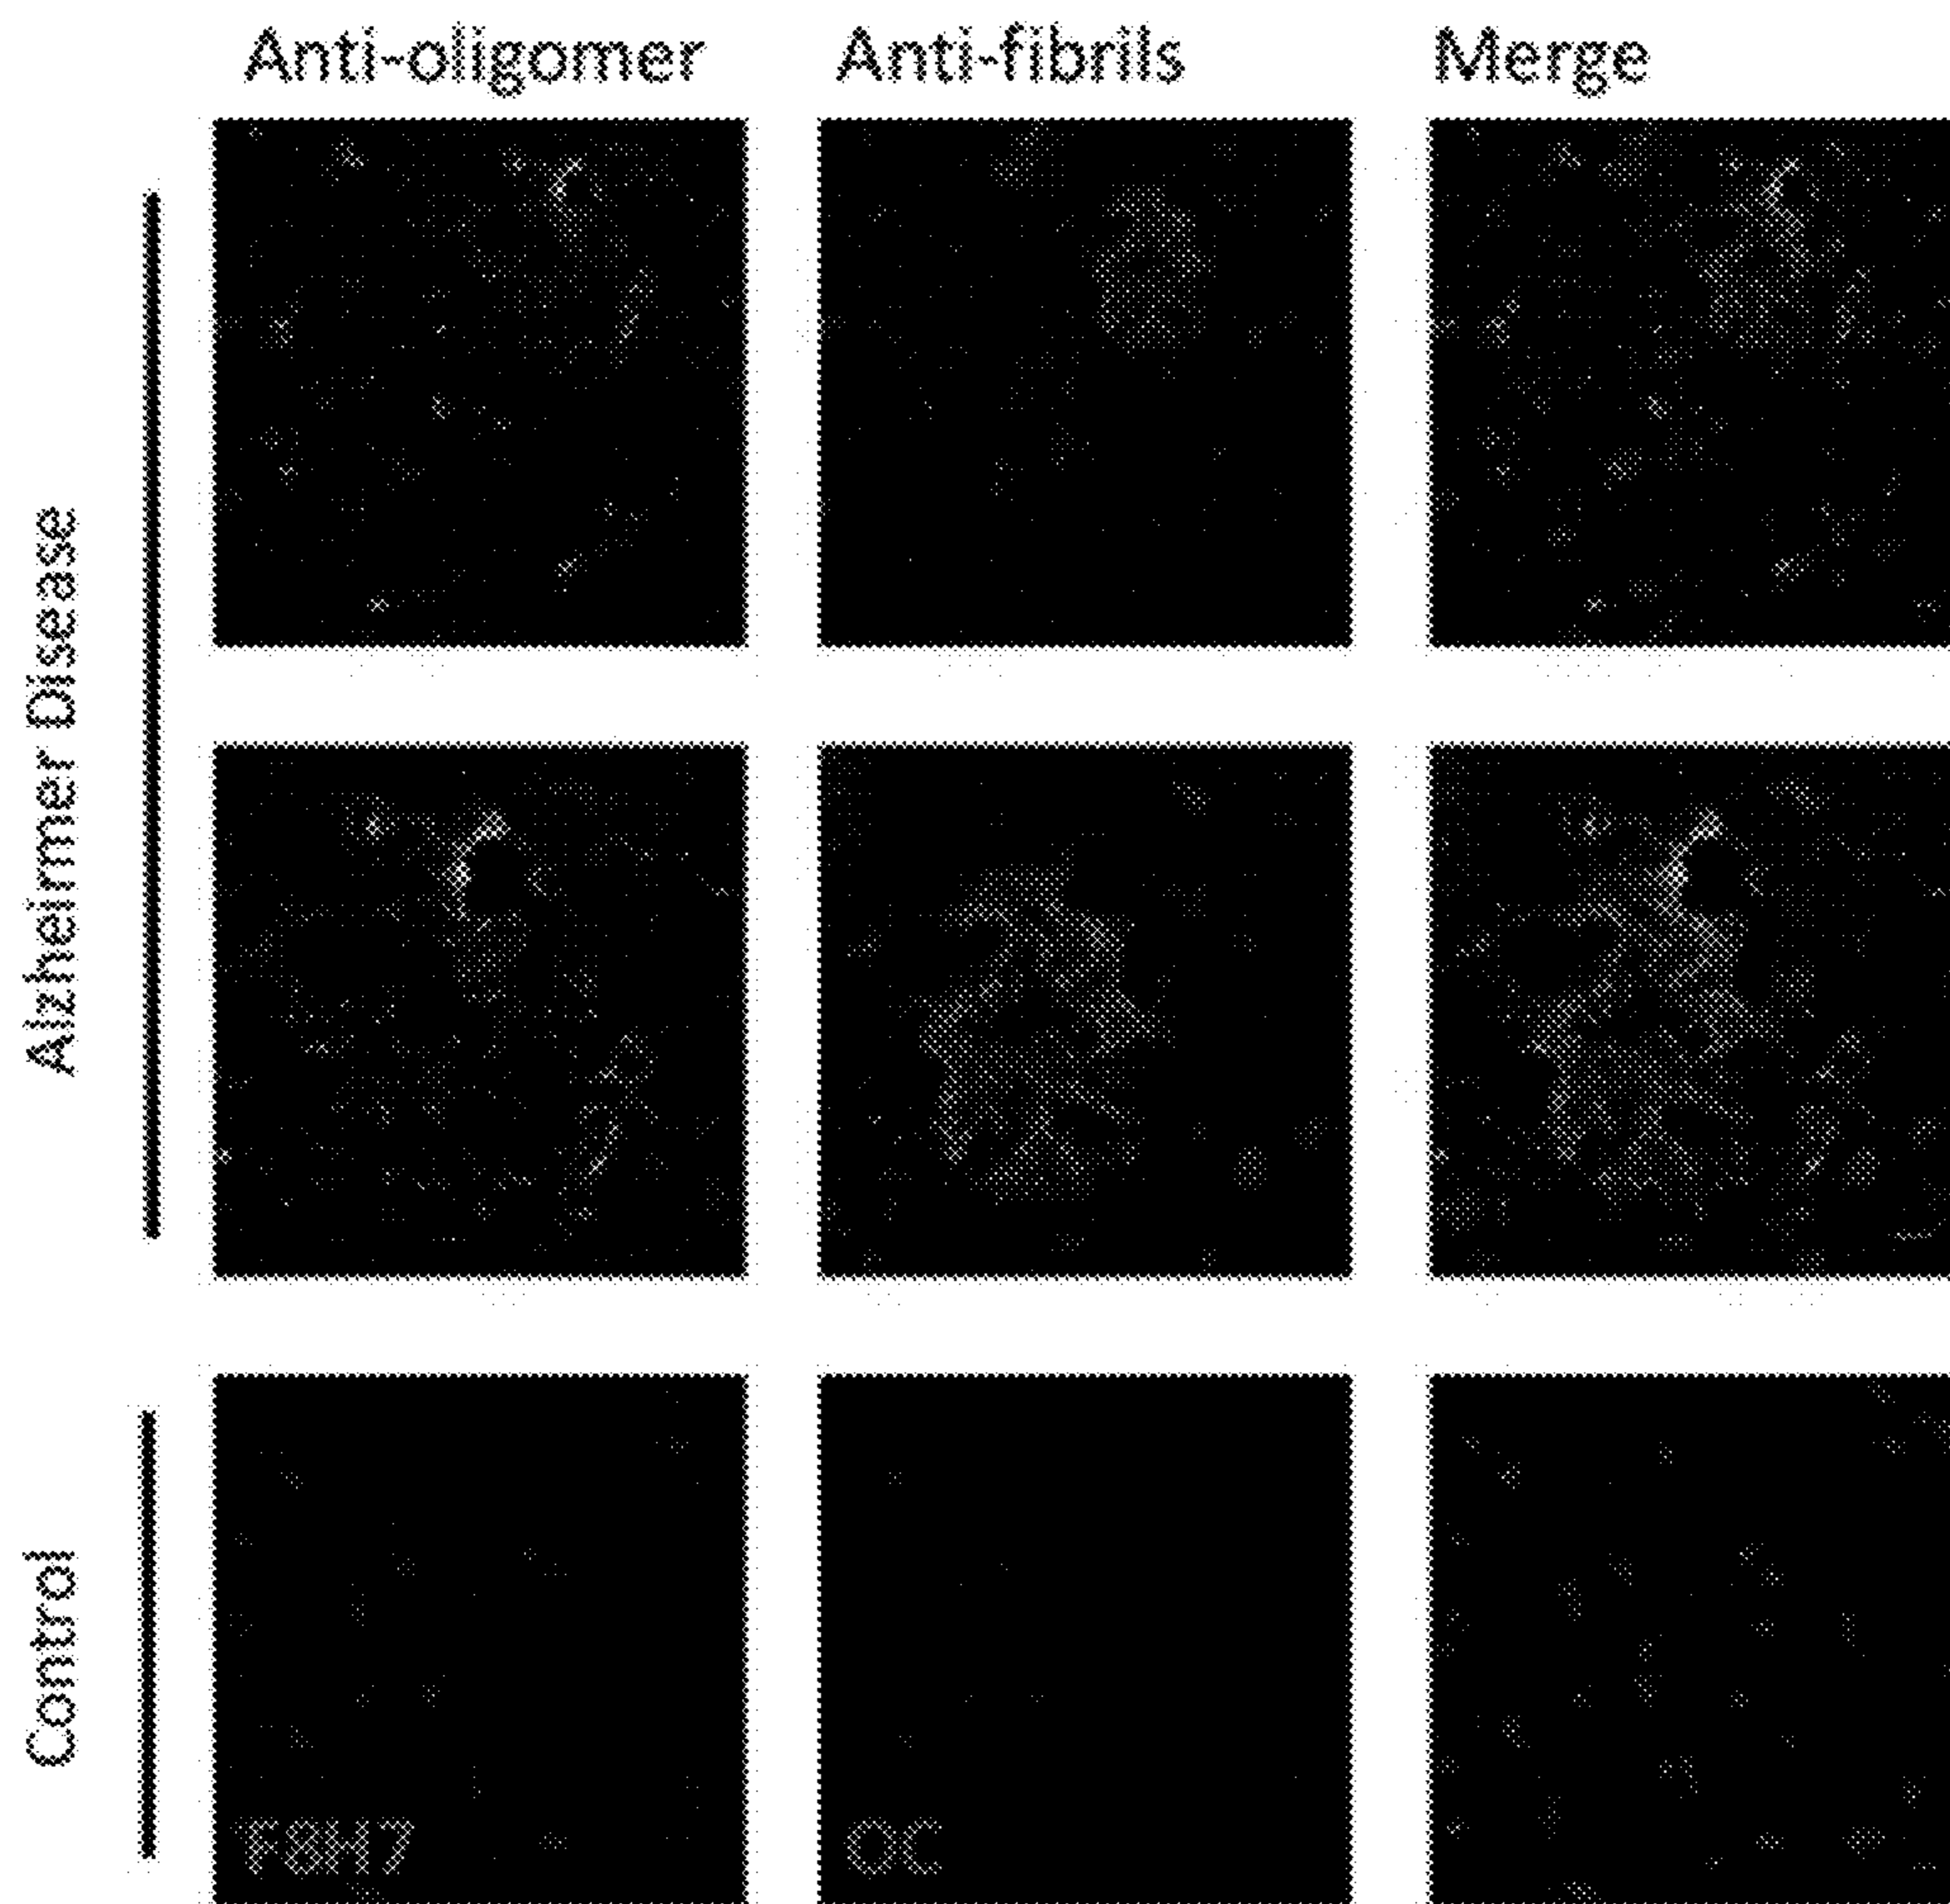 Anti-oligomer Anti-fibrils Merge
Alzheimer Disease
Control
F8H7 OC